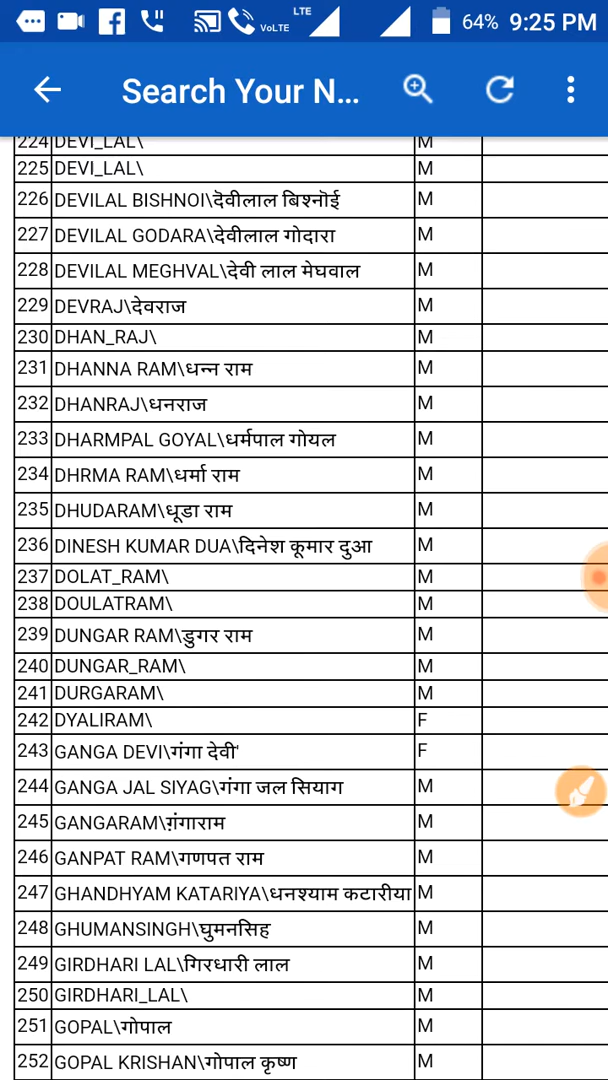 VoLTE LTE 64% 9:25 PM
Search Your N...
224 DEVI_LAL\ M
225 DEVI_LAL\ M
226 DEVILAL BISHNOI\देवीलाल बिश्नॊई M
227 DEVILAL GODARA\देवीलाल गोदारा M
228 DEVILAL MEGHVAL\देवी लाल मेघवाल M
229 DEVRAJ\देवराज M
230 DHAN_RAJ\ M
231 DHANNA RAM\धन्न राम M
232 DHANRAJ\धनराज M
233 DHARMPAL GOYAL\धर्मपाल गोयल M
234 DHRMA RAM\धर्मा राम M
235 DHUDARAM\धूडा राम M
236 DINESH KUMAR DUA\दिनेश कूमार दुआ M
237 DOLAT_RAM\ M
238 DOULATRAM\ M
239 DUNGAR RAM\डुगर राम M
240 DUNGAR_RAM\ M
241 DURGARAM\ M
242 DYALIRAM\ F
243 GANGA DEVI\गंगा देवी' F
244 GANGA JAL SIYAG\गंगा जल सियाग M
245 GANGARAM\ग़ंगाराम M
246 GANPAT RAM\गणपत राम M
247 GHANDHYAM KATARIYA\धनश्याम कटारीया M
248 GHUMANSINGH\घुमनसिह M
249 GIRDHARI LAL\गिरधारी लाल M
250 GIRDHARI_LAL\ M
251 GOPAL\गोपाल M
252 GOPAL KRISHAN\गोपाल कृष्ण M